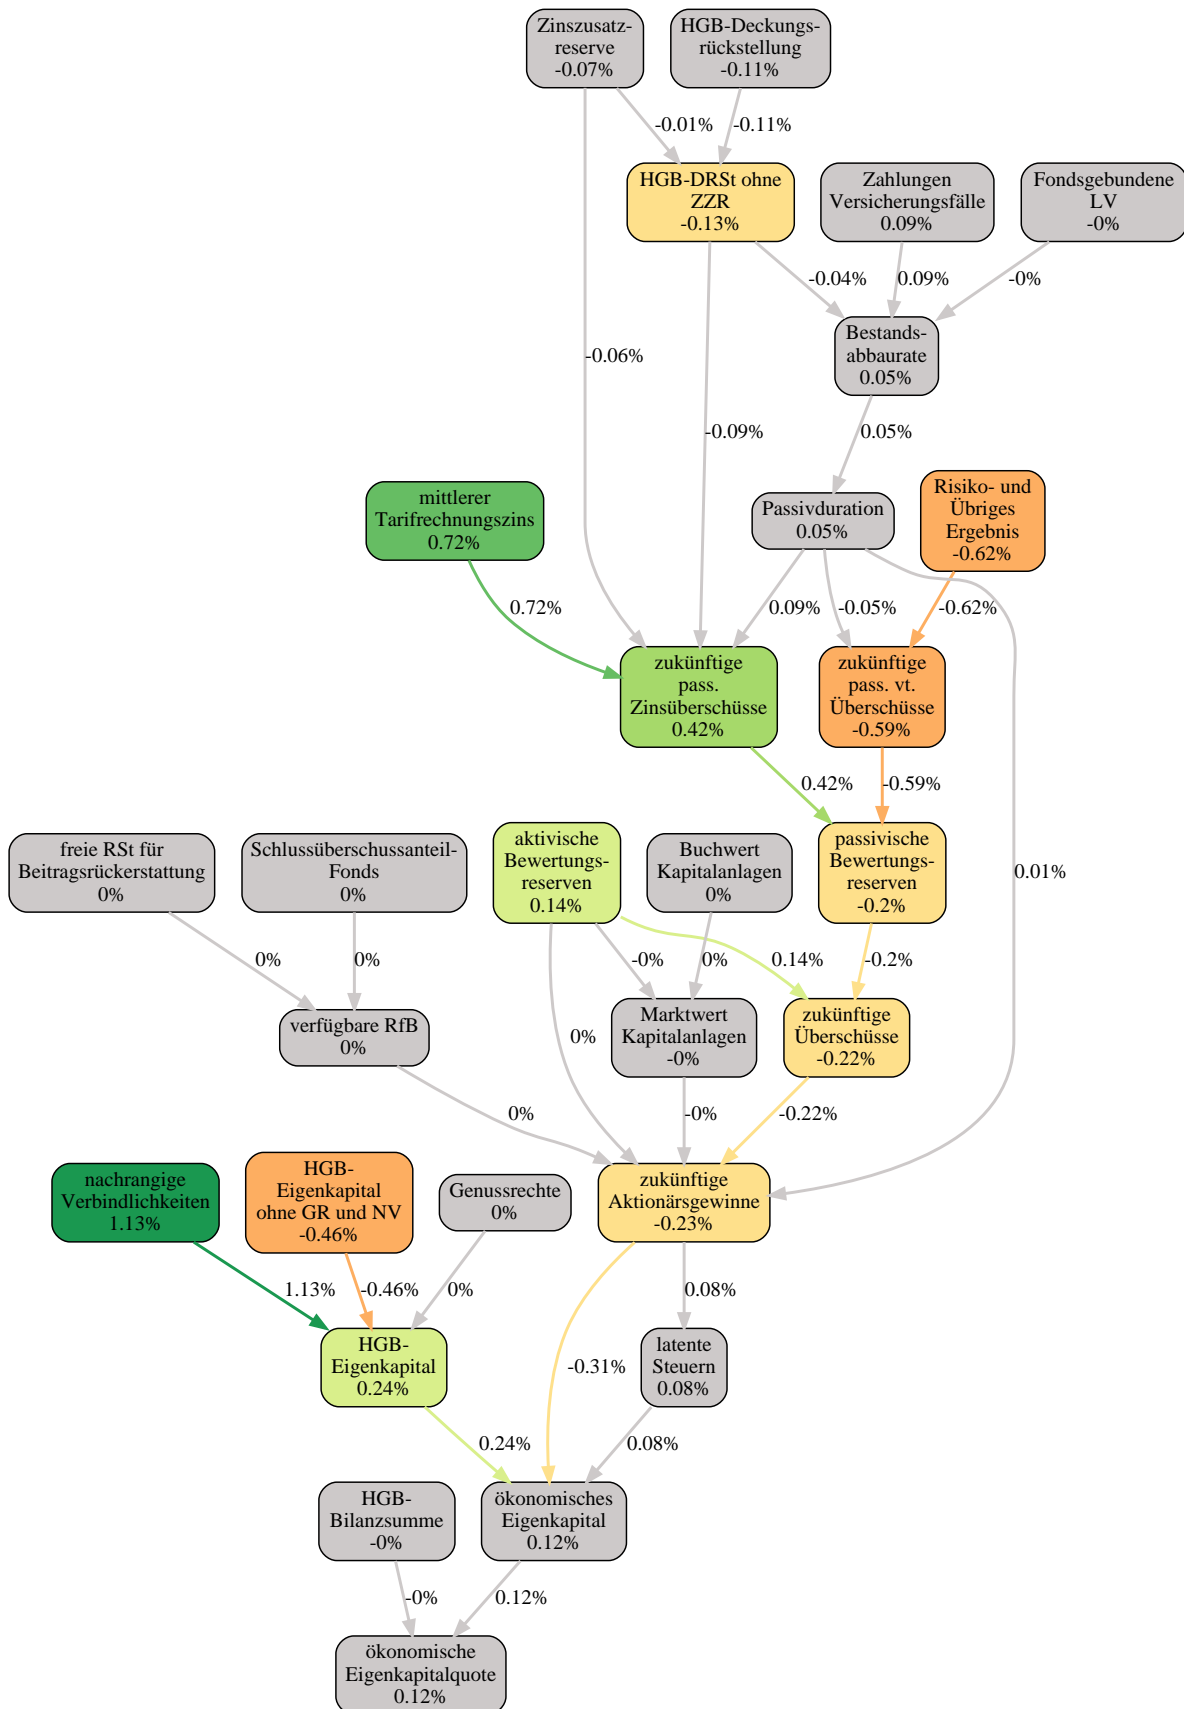 Zinszusatz-
reserve
-0.07%
HGB-Deckungs-
rückstellung
-0.11%
-0.01%
-0.11%
HGB-DRSt ohne
ZZR
-0.13%
Zahlungen
Versicherungsfälle
0.09%
Fondsgebundene
LV
-0%
-0.04%
0.09%
-0%
Bestands-
abbaurate
0.05%
-0.06%
-0.09%
0.05%
mittlerer
Tarifrechnungszins
0.72%
Passivduration
0.05%
Risiko- und
Übriges
Ergebnis
-0.62%
0.72%
0.09%
-0.05%
-0.62%
zukünftige
pass.
Zinsüberschüsse
0.42%
zukünftige
pass. vt.
Überschüsse
-0.59%
0.42%
-0.59%
freie RSt für
Beitragsrückerstattung
0%
Schlussüberschussanteil-
Fonds
0%
aktivische
Bewertungs-
reserven
0.14%
Buchwert
Kapitalanlagen
0%
passivische
Bewertungs-
reserven
-0.2%
0.01%
0%
0%
-0%
0%
0.14%
-0.2%
verfügbare RfB
0%
0%
Marktwert
Kapitalanlagen
-0%
zukünftige
Überschüsse
-0.22%
0%
-0%
-0.22%
nachrangige
Verbindlichkeiten
1.13%
HGB-
Eigenkapital
ohne GR und NV
-0.46%
Genussrechte
0%
zukünftige
Aktionärsgewinne
-0.23%
1.13%
-0.46%
0%
0.08%
HGB-
Eigenkapital
0.24%
-0.31%
latente
Steuern
0.08%
0.24%
0.08%
HGB-
Bilanzsumme
-0%
ökonomisches
Eigenkapital
0.12%
-0%
0.12%
ökonomische
Eigenkapitalquote
0.12%